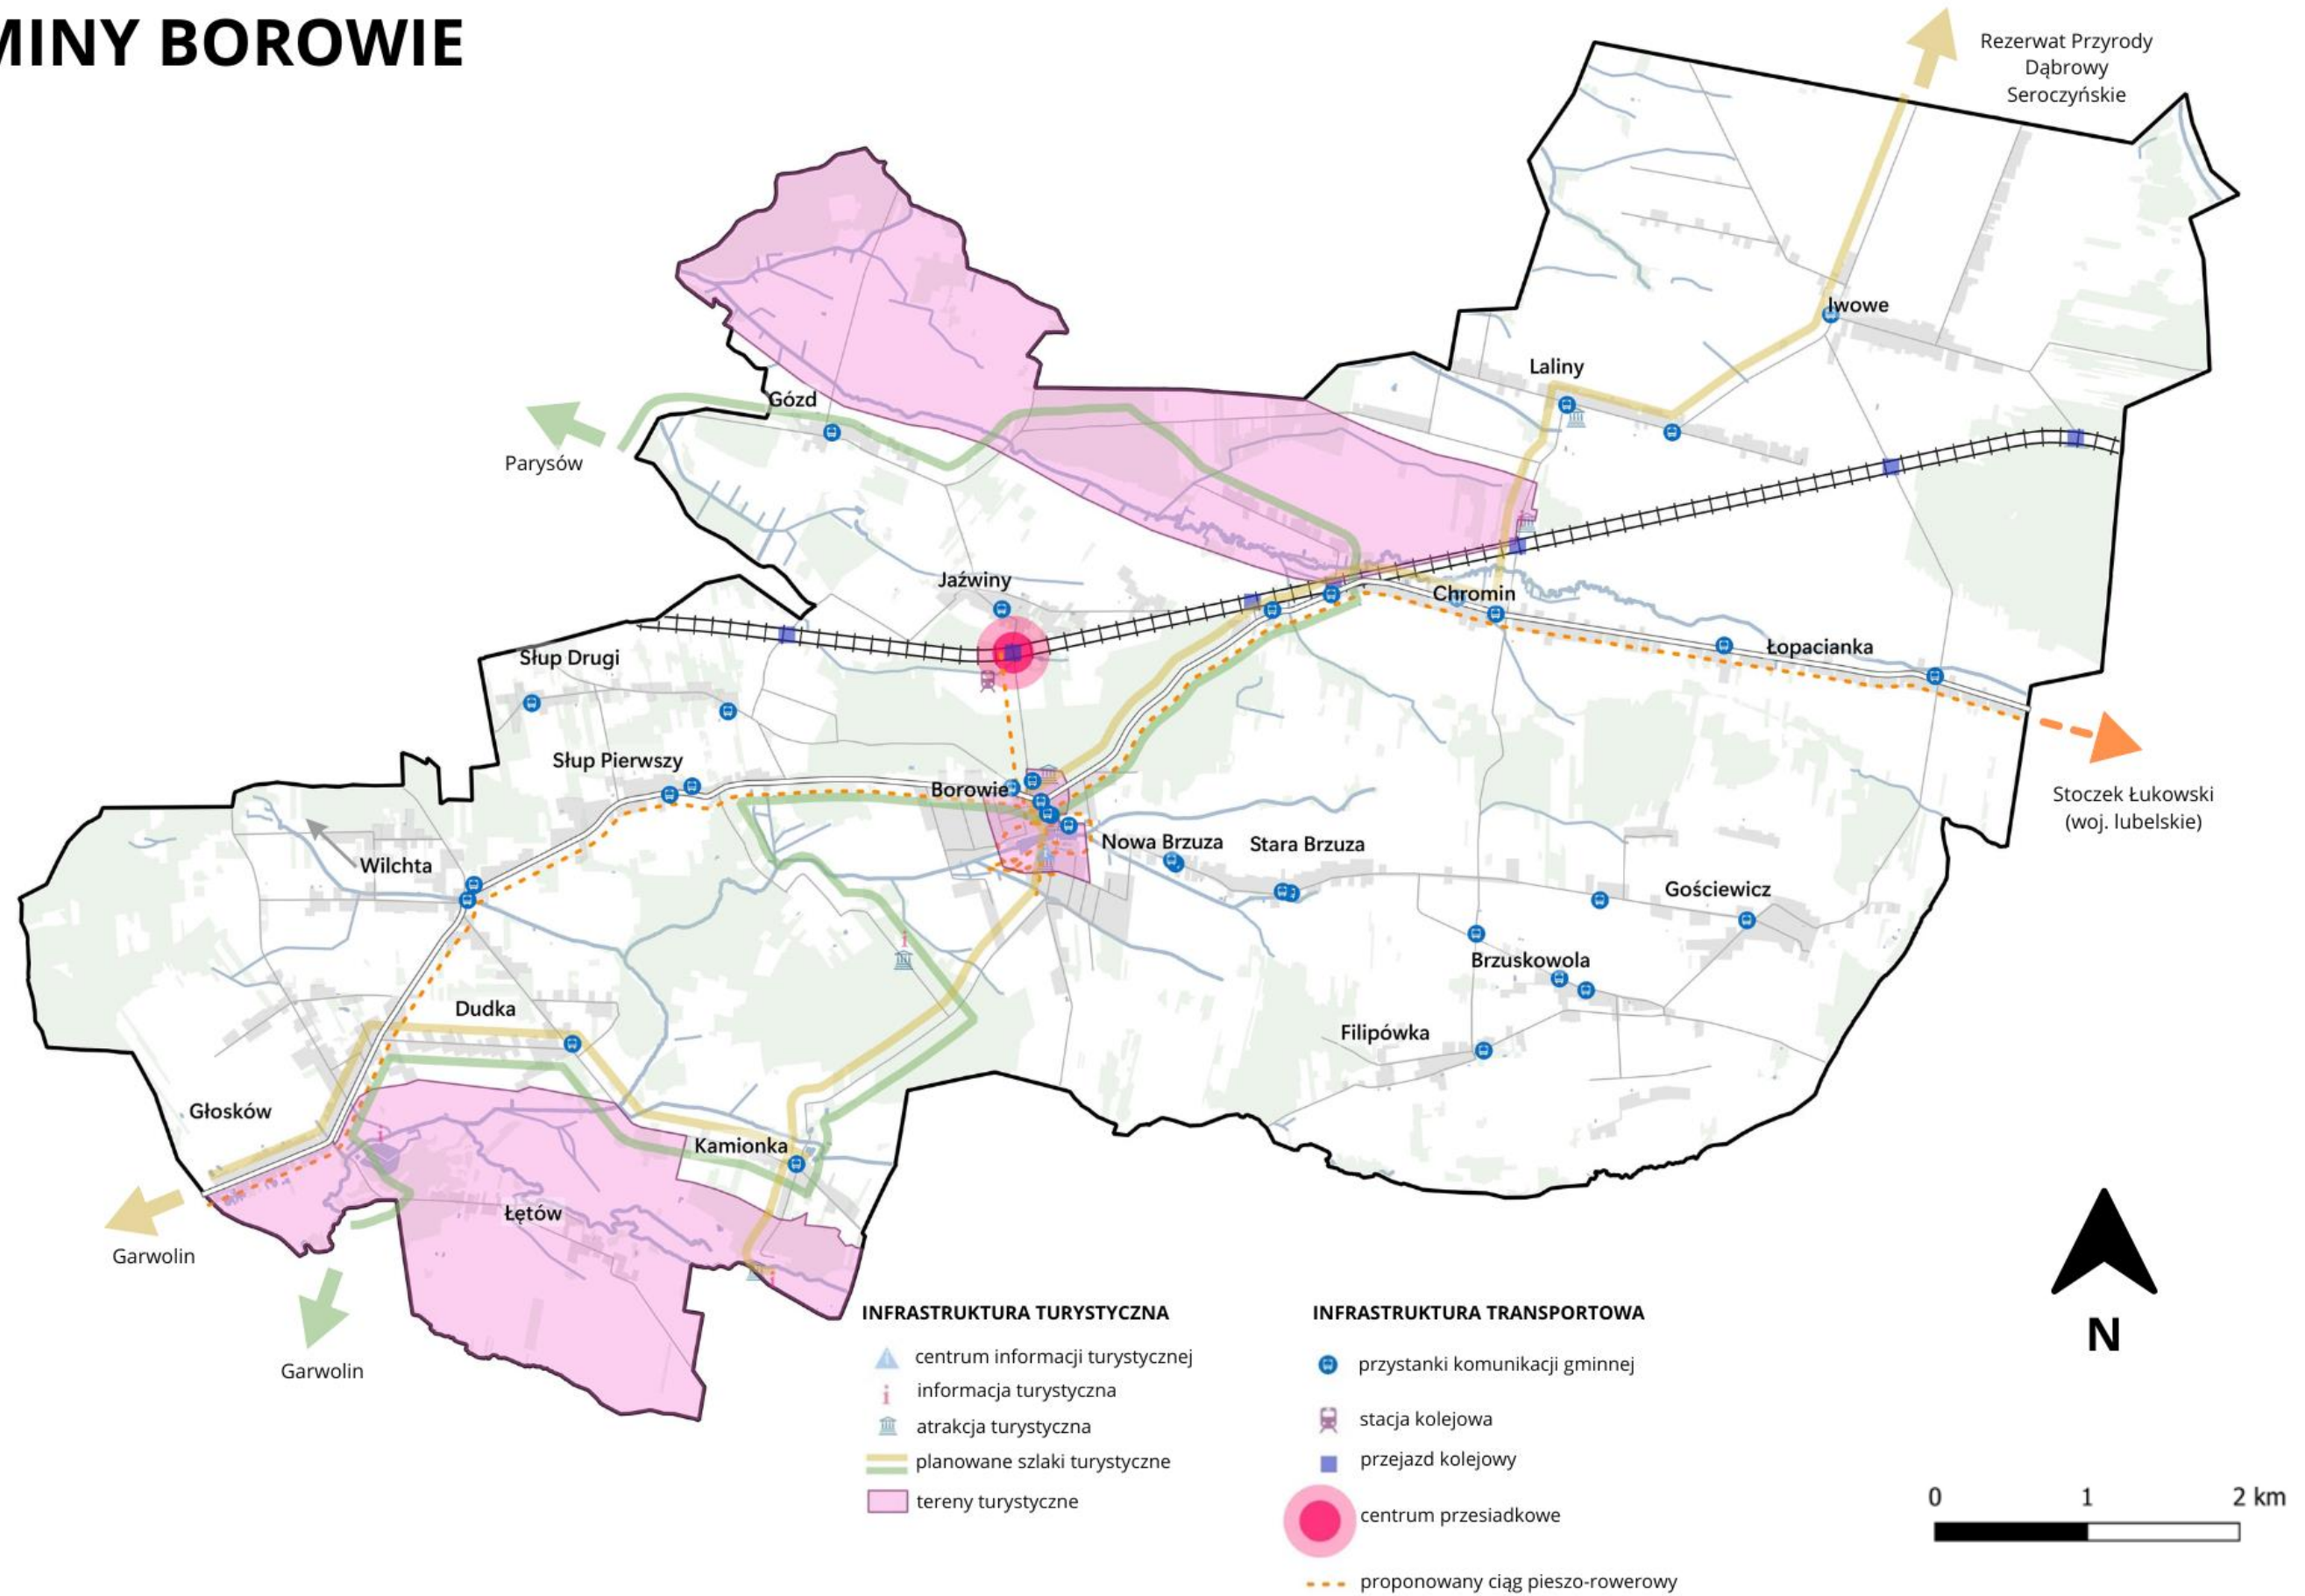 MINY BOROWIE
Rezerwat Przyrody
Dąbrowy
Seroczyńskie
Iwowe
Laliny
Gózd
Parysów
Jaźwiny
Chromin
Łopacianka
Słup Drugi
Słup Pierwszy
Borowie
Stoczek Łukowski
(woj. lubelskie)
Nowa Brzuza
Stara Brzuza
Wilchta
Gościewicz
Brzuskowola
Dudka
Filipówka
Głosków
Kamionka
Łętów
Garwolin
Garwolin
N
INFRASTRUKTURA TURYSTYCZNA
centrum informacji turystycznej
informacja turystyczna
atrakcja turystyczna
planowane szlaki turystyczne
tereny turystyczne
INFRASTRUKTURA TRANSPORTOWA
przystanki komunikacji gminnej
stacja kolejowa
przejazd kolejowy
centrum przesiadkowe
proponowany ciąg pieszo-rowerowy
0 1 2 km